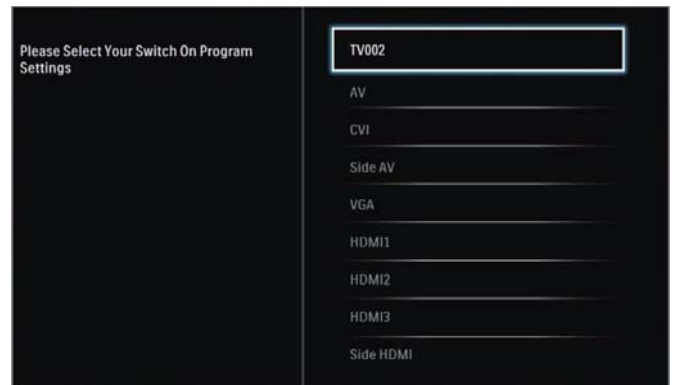 Please Select Your Switch On Program
Settings
TV002
AV
CVI
Side AV
VGA
HDMI1
HDMI2
HDMI3
Side HDMI